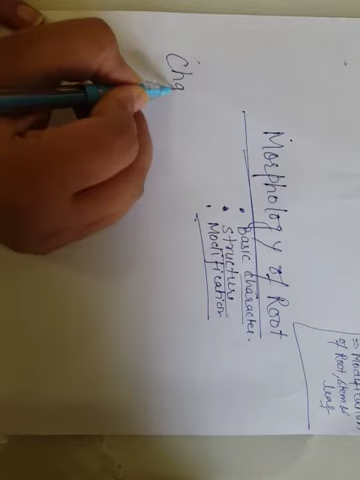 Morphology of Root
• Basic character.
• Structure
• Modification
Cha
=> Modification
of Root, stem &
leaf